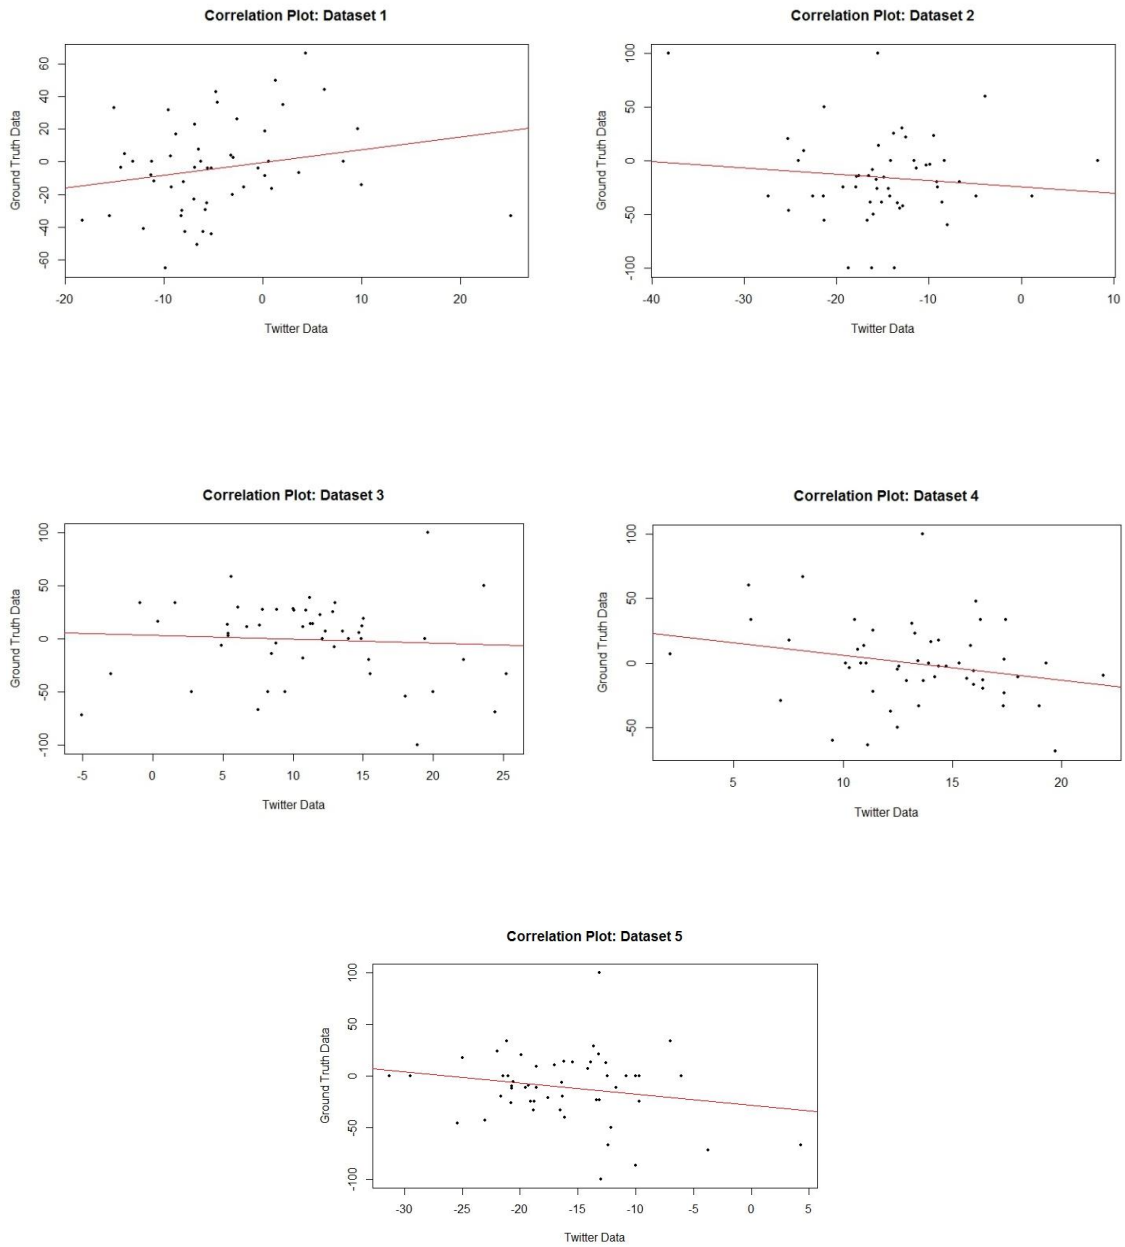 Correlation Plot: Dataset 1
Ground Truth Data
60
40
20
0
-20
-40
-60
-20 -10 0 10 20
Twitter Data
Correlation Plot: Dataset 2
Ground Truth Data
100
50
0
-50
-100
-40 -30 -20 -10 0 10
Twitter Data
Correlation Plot: Dataset 3
Ground Truth Data
100
50
0
-50
-100
-5 0 5 10 15 20 25
Twitter Data
Correlation Plot: Dataset 4
Ground Truth Data
100
50
0
-50
5 10 15 20
Twitter Data
Correlation Plot: Dataset 5
Ground Truth Data
100
50
0
-50
-100
-30 -25 -20 -15 -10 -5 0 5
Twitter Data